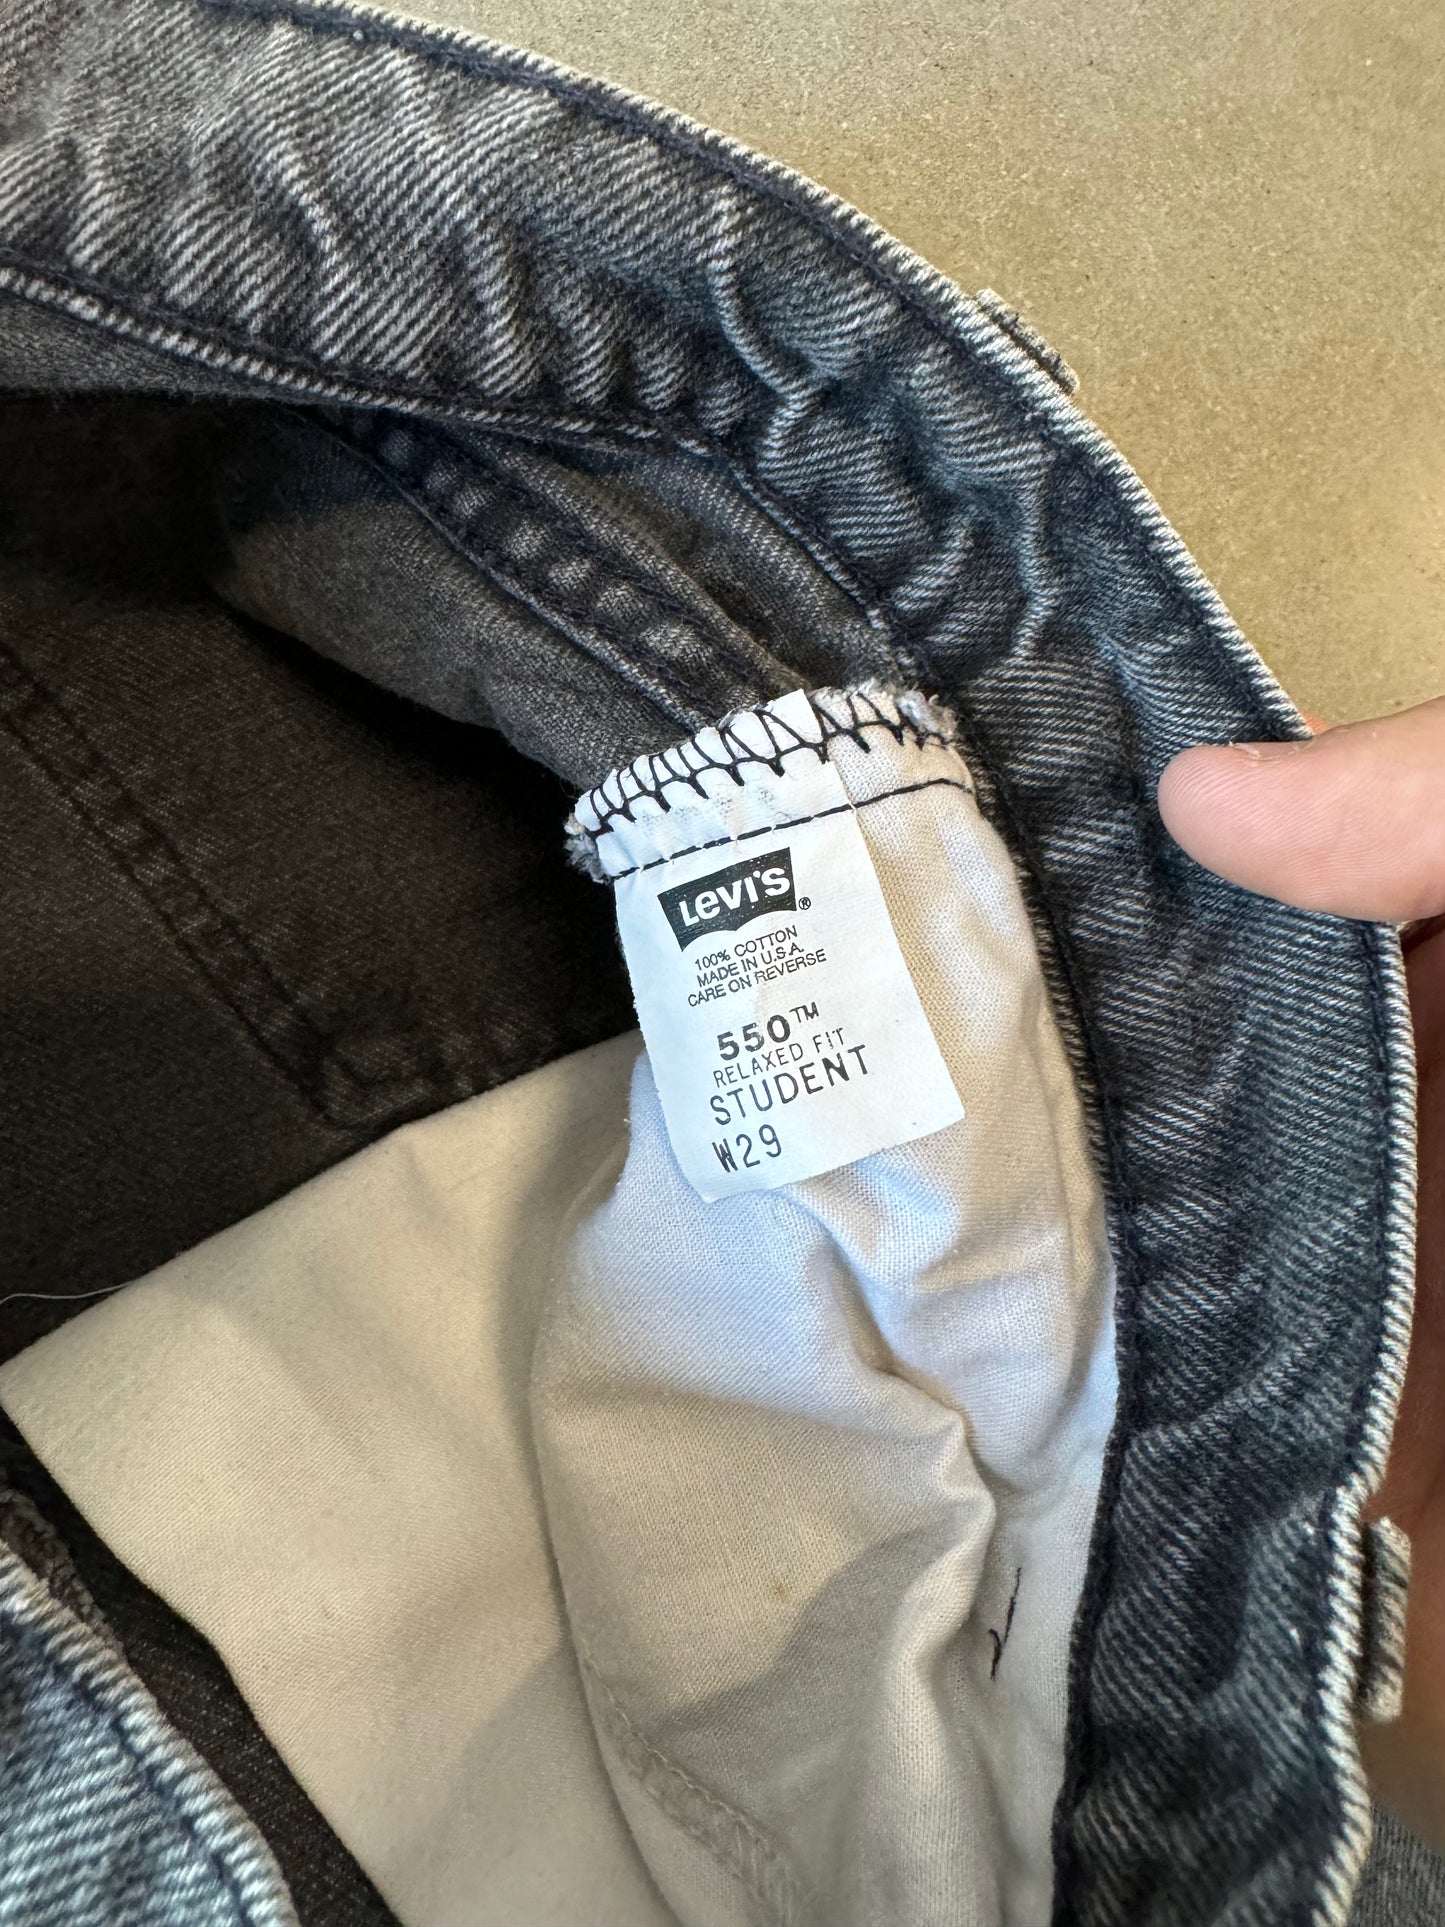 LEVI'S®
100% COTTON
MADE IN U.S.A.
CARE ON REVERSE
550™
RELAXED FIT
STUDENT
W29